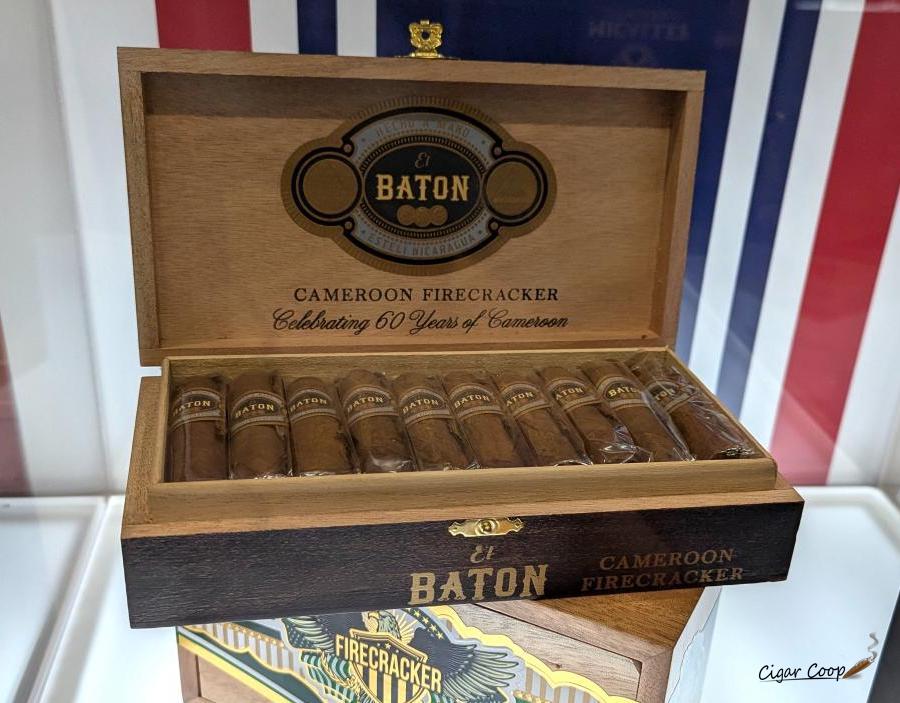 HECHO A MANO
El
BATON
ESTELI NICARAGUA
CAMEROON FIRECRACKER
Celebrating 60 Years of Cameroon
BATON
BATON
BATON
BATON
BATON
BATON
BATON
BATON
BATON
El
BATON
CAMEROON
FIRECRACKER
FIRECRACKER
Cigar Coop